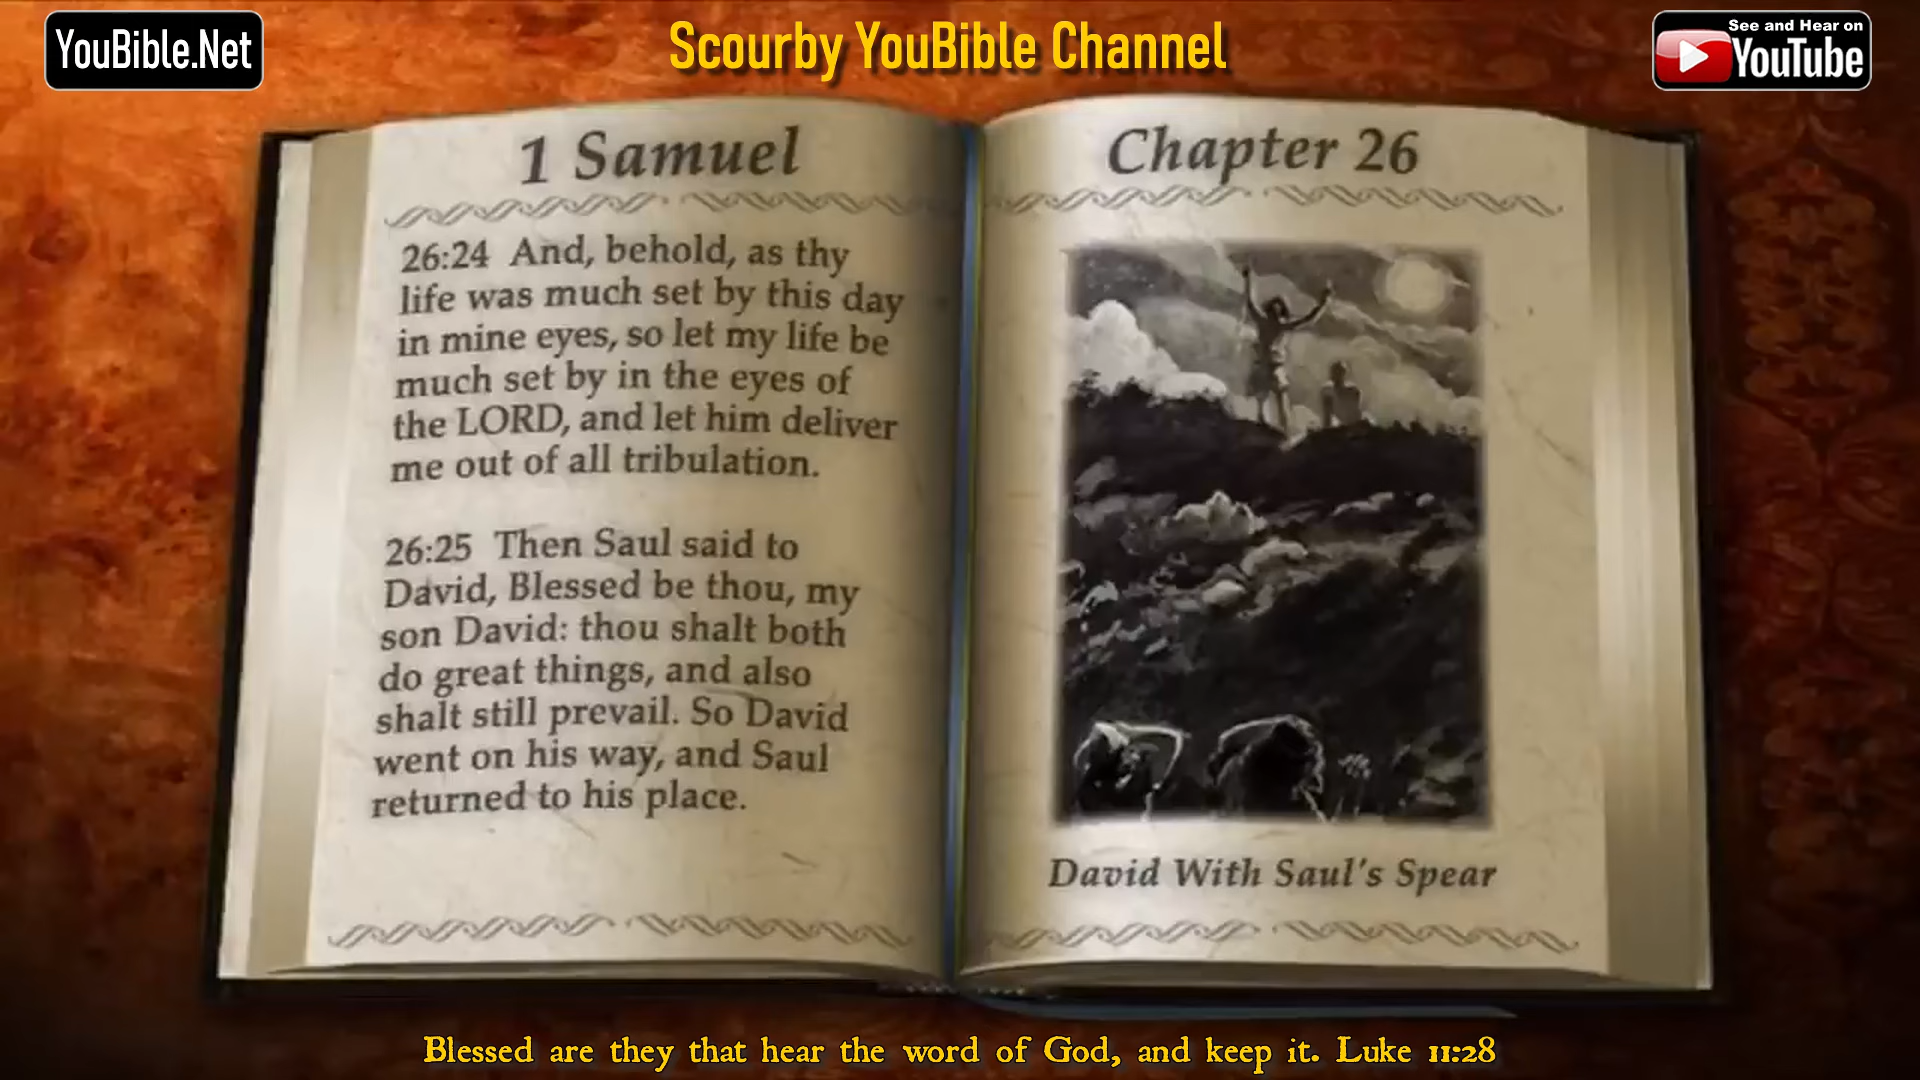 YouBible.Net
Scourby YouBible Channel
See and Hear on
YouTube
1 Samuel
26:24 And, behold, as thy
life was much set by this day
in mine eyes, so let my life be
much set by in the eyes of
the LORD, and let him deliver
me out of all tribulation.
26:25 Then Saul said to
David, Blessed be thou, my
son David: thou shalt both
do great things, and also
shalt still prevail. So David
went on his way, and Saul
returned to his place.
Chapter 26
David With Saul's Spear
Blessed are they that hear the word of God, and keep it. Luke 11:28